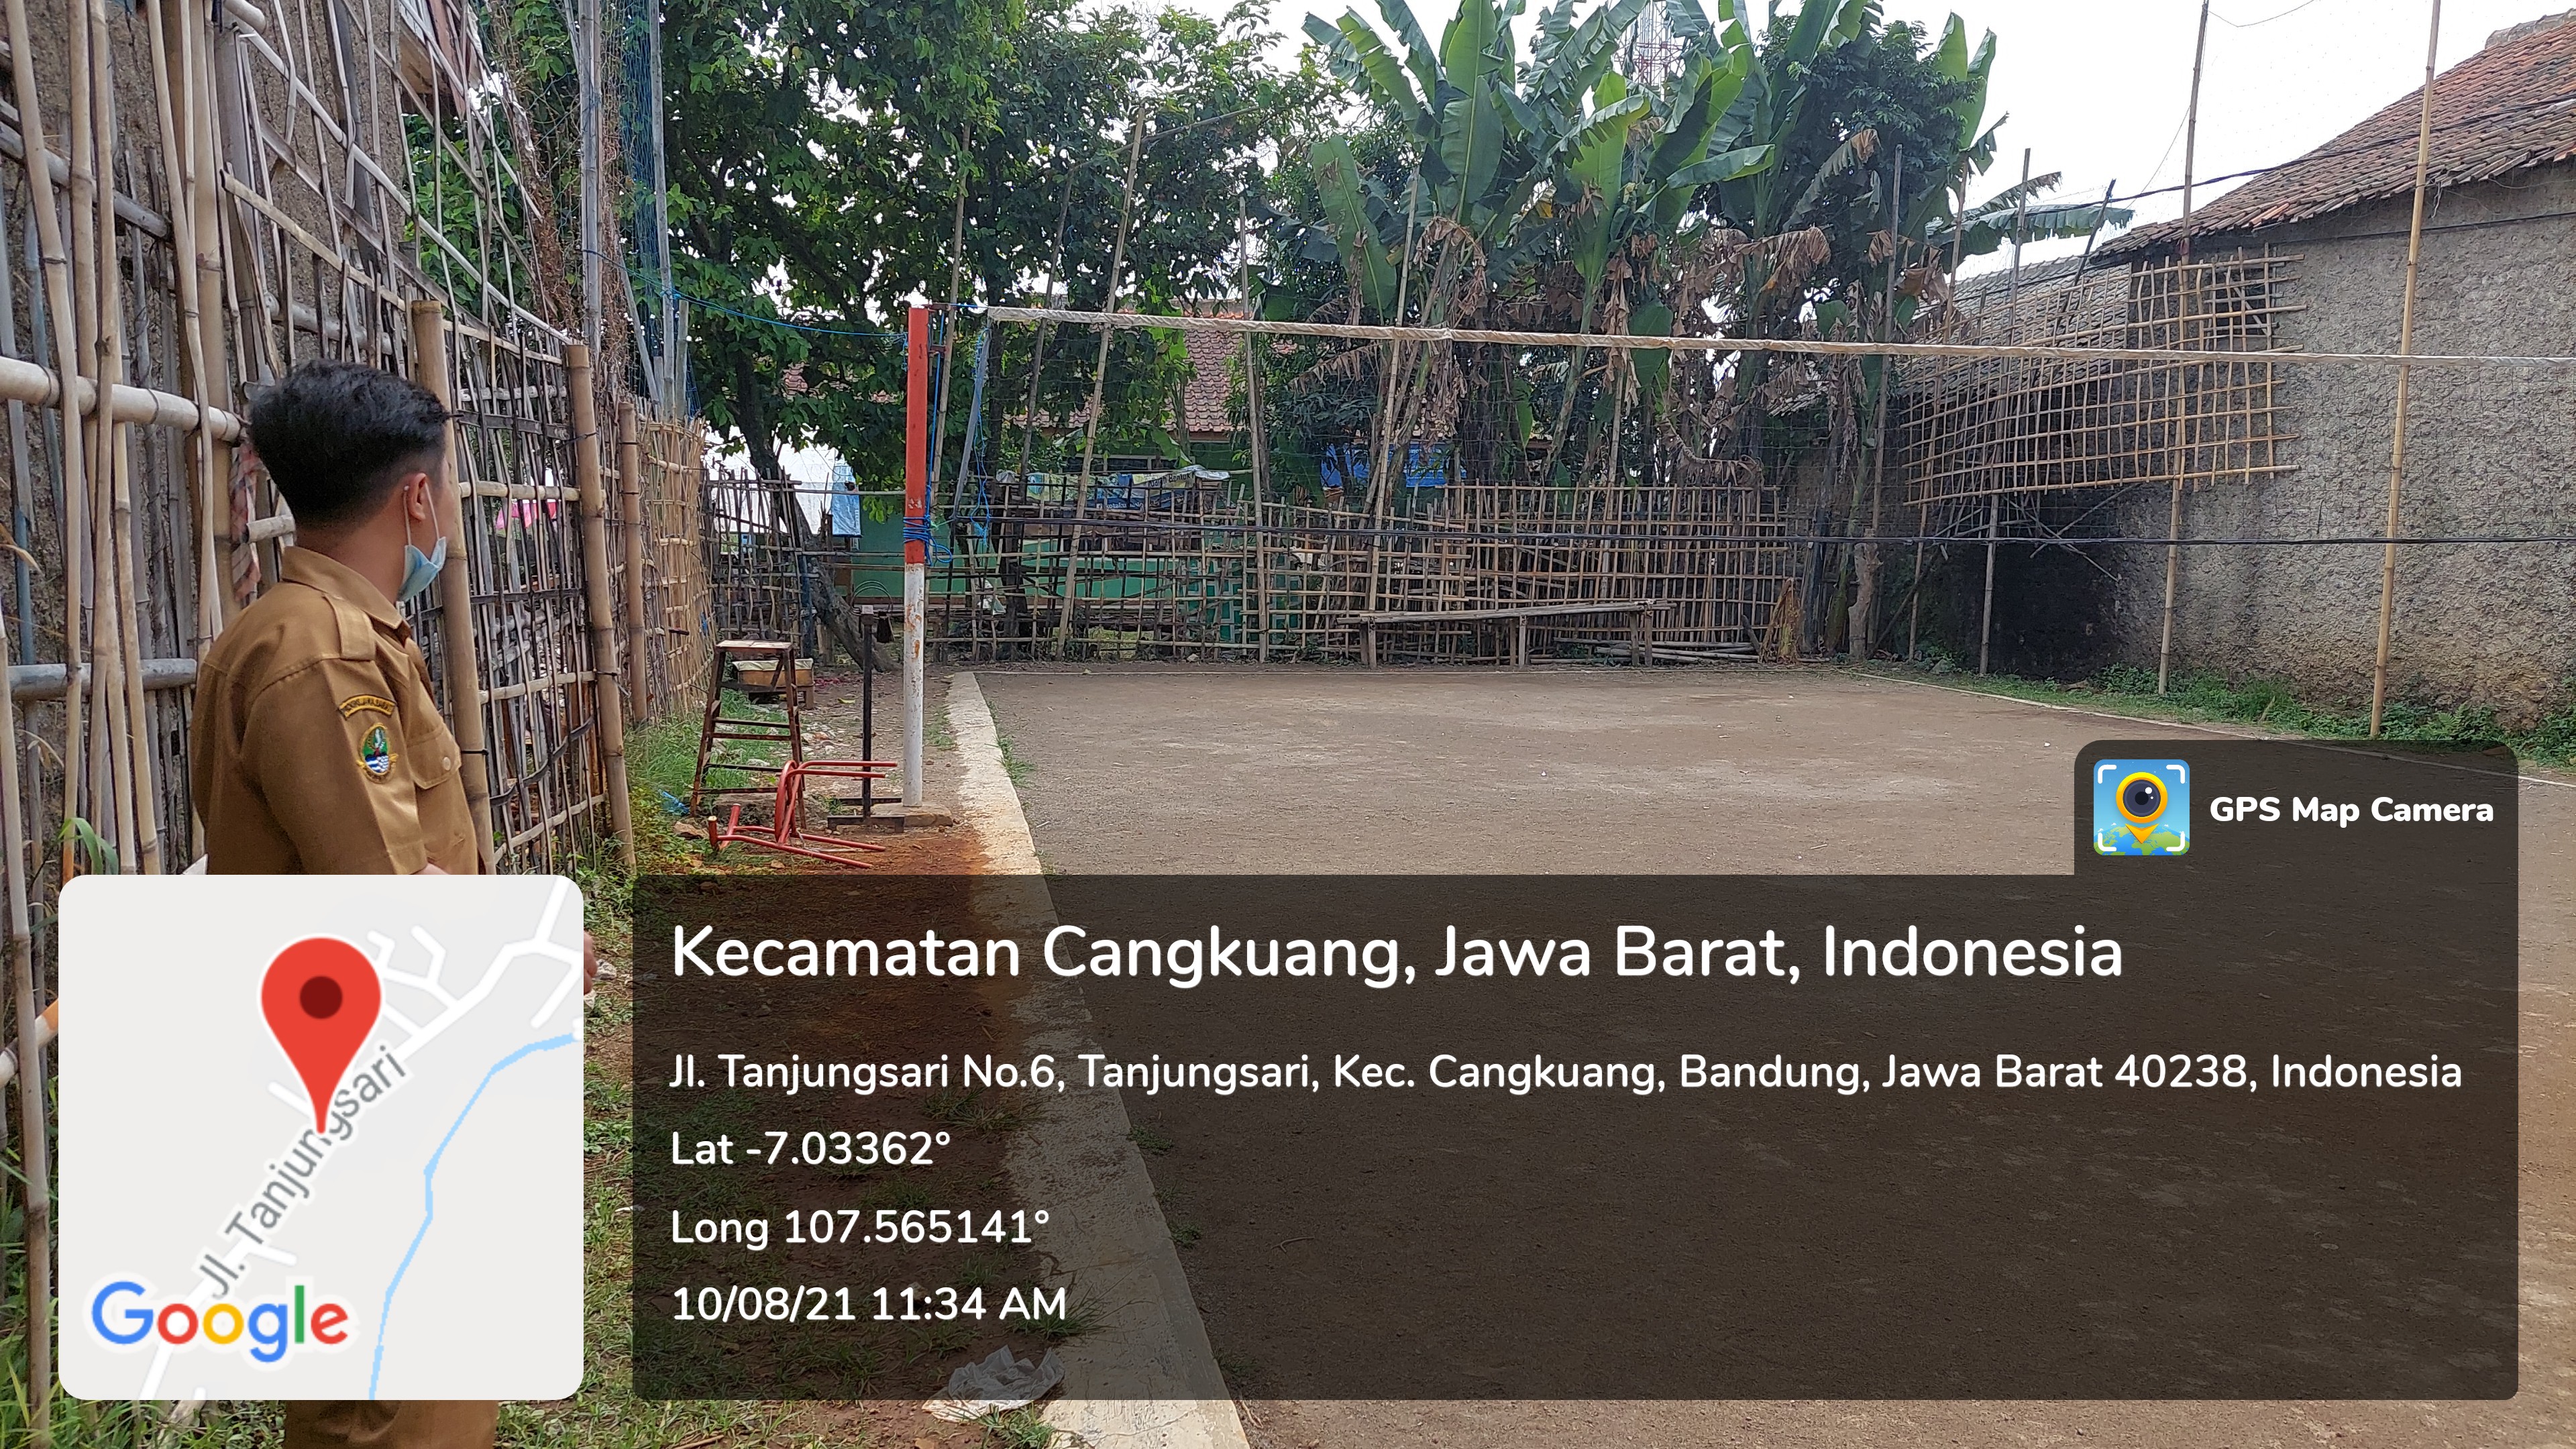 GPS Map Camera
Kecamatan Cangkuang, Jawa Barat, Indonesia
Jl. Tanjungsari No.6, Tanjungsari, Kec. Cangkuang, Bandung, Jawa Barat 40238, Indonesia
Lat -7.03362°
Long 107.565141°
10/08/21 11:34 AM
Jl. Tanjungsari
Google